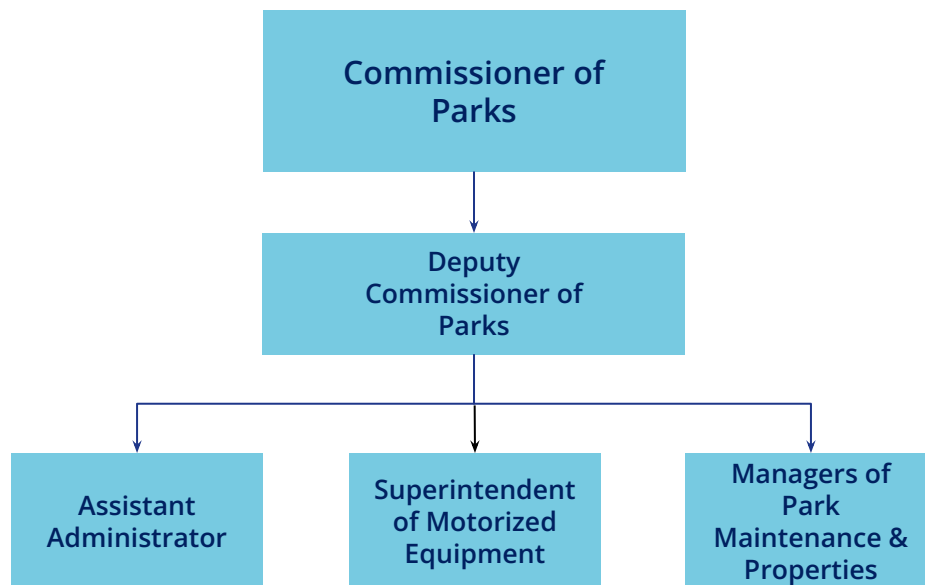 Commissioner of
Parks
Deputy
Commissioner of
Parks
Assistant
Administrator
Superintendent
of Motorized
Equipment
Managers of
Park
Maintenance &
Properties